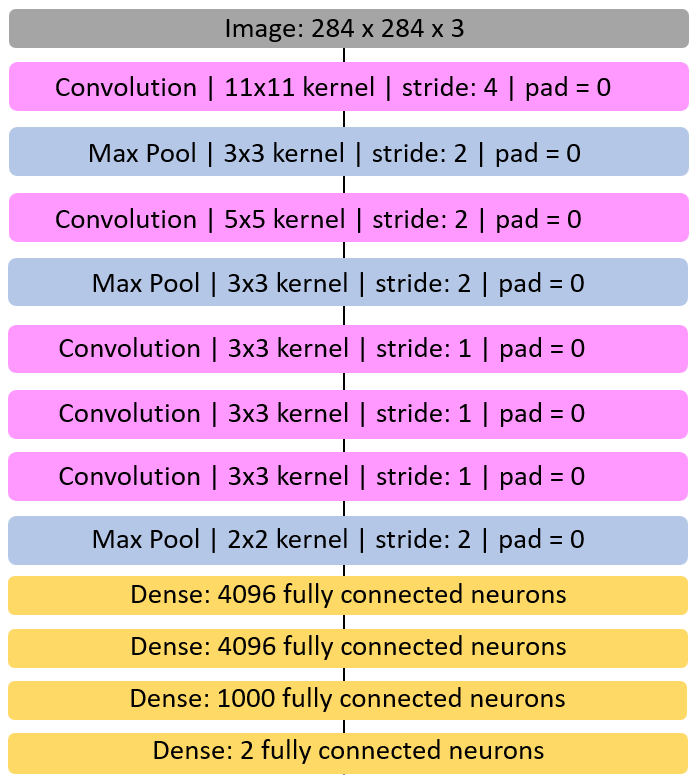 Image: 284 x 284 x 3
Convolution | 11x11 kernel | stride: 4 | pad = 0
Max Pool | 3x3 kernel | stride: 2 | pad = 0
Convolution | 5x5 kernel | stride: 2 | pad = 0
Max Pool | 3x3 kernel | stride: 2 | pad = 0
Convolution | 3x3 kernel | stride: 1 | pad = 0
Convolution | 3x3 kernel | stride: 1 | pad = 0
Convolution | 3x3 kernel | stride: 1 | pad = 0
Max Pool | 2x2 kernel | stride: 2 | pad = 0
Dense: 4096 fully connected neurons
Dense: 4096 fully connected neurons
Dense: 1000 fully connected neurons
Dense: 2 fully connected neurons